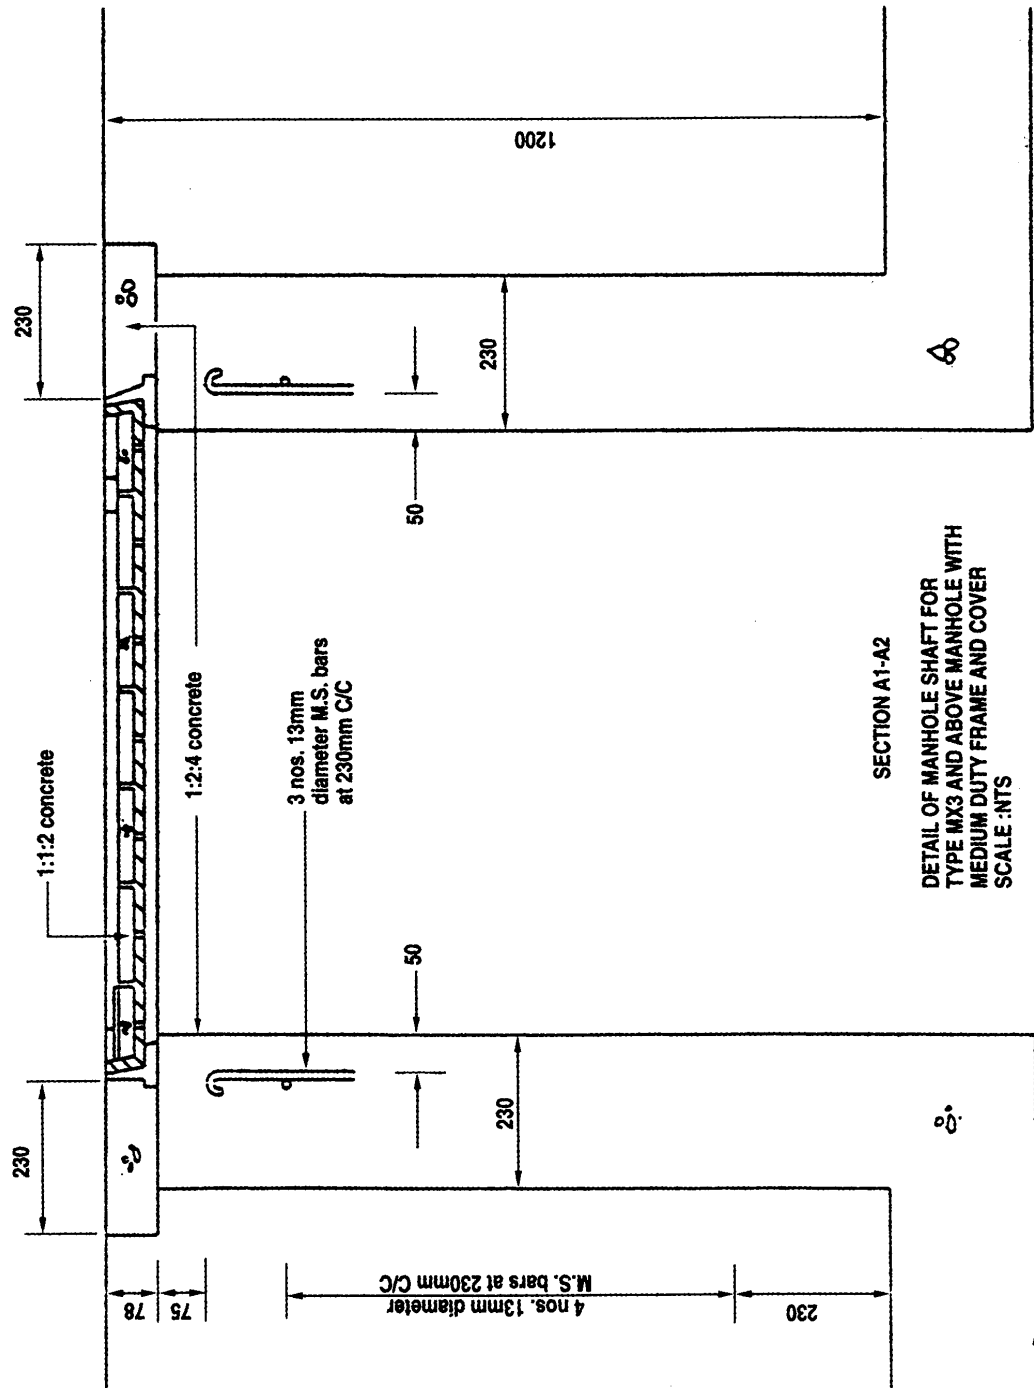 230
230
1:1:2 concrete
1:2:4 concrete
3 nos. 13mm
diameter M.S. bars
at 230mm C/C
78
75
4 nos. 13mm diameter
M.S. bars at 230mm C/C
230
50
50
230
230
1200
SECTION A1-A2
DETAIL OF MANHOLE SHAFT FOR
TYPE MX3 AND ABOVE MANHOLE WITH
MEDIUM DUTY FRAME AND COVER
SCALE :NTS